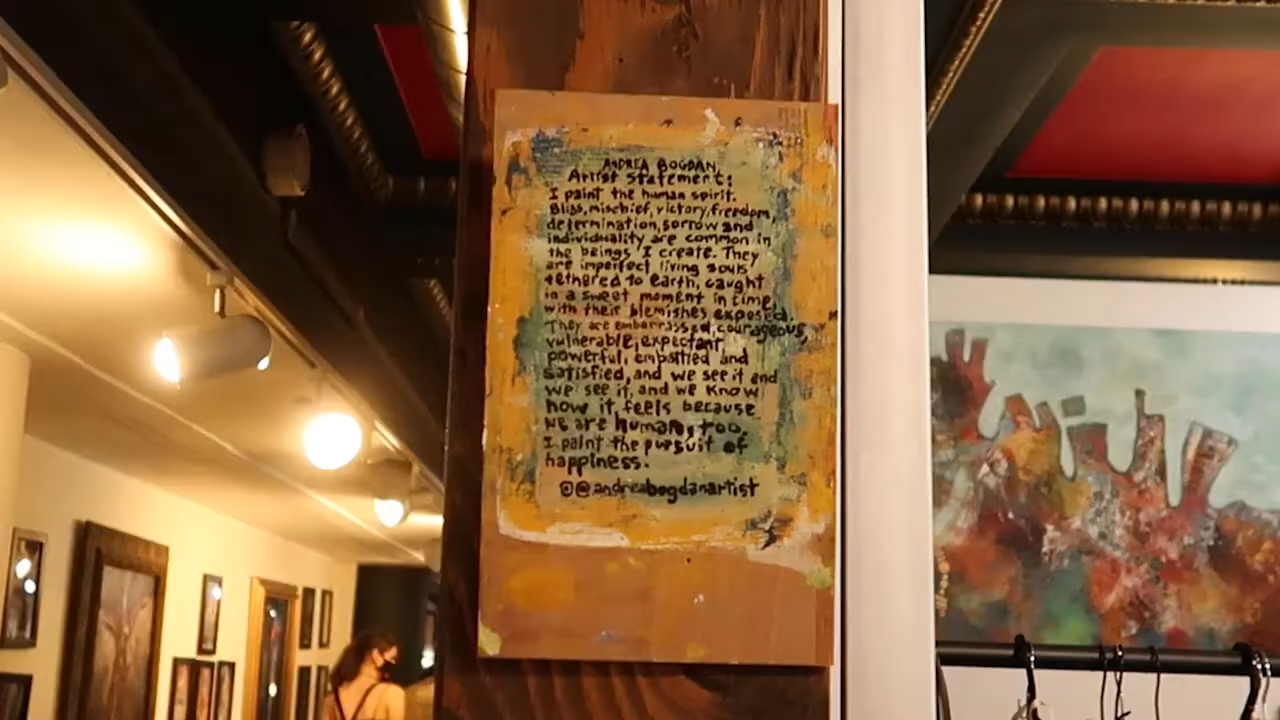 ANDREA BOGDAN
Artist Statement:
I paint the human spirit.
Bliss, mischief, victory, freedom,
determination, sorrow and
individuality are common in
the beings I create. They
are imperfect living souls
tethered to earth, caught
in a sweet moment in time,
with their blemishes exposed.
They are embarrassed, courageous,
vulnerable, expectant
powerful, and
satisfied, and we see it and
we see it, and we know
how it feels because
we are human, too.
I paint the pursuit of
happiness.
@andreabogdanartist